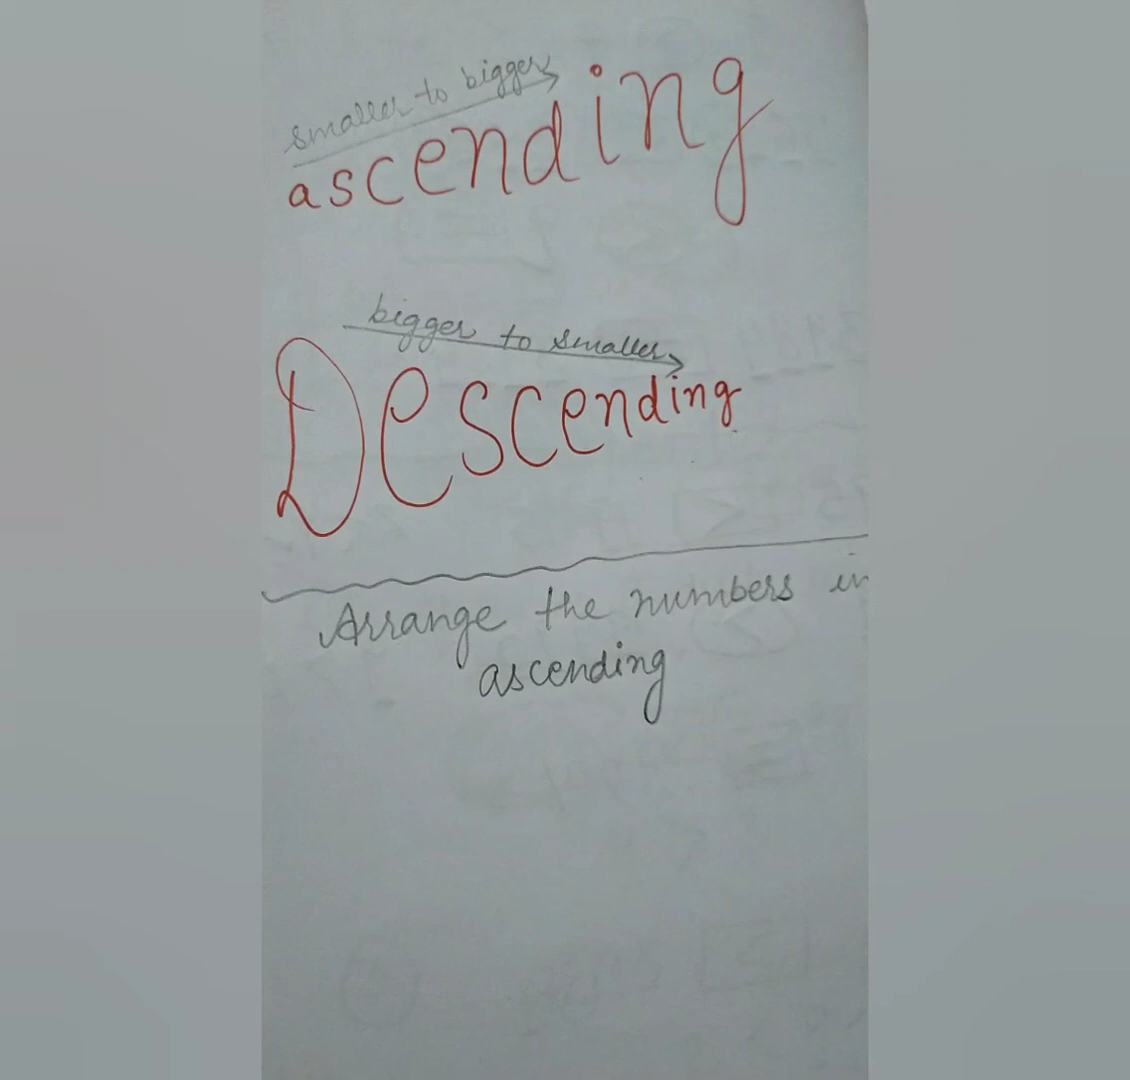 smaller to bigger
ascending
bigger to smaller
Descending
Arrange the numbers in
ascending